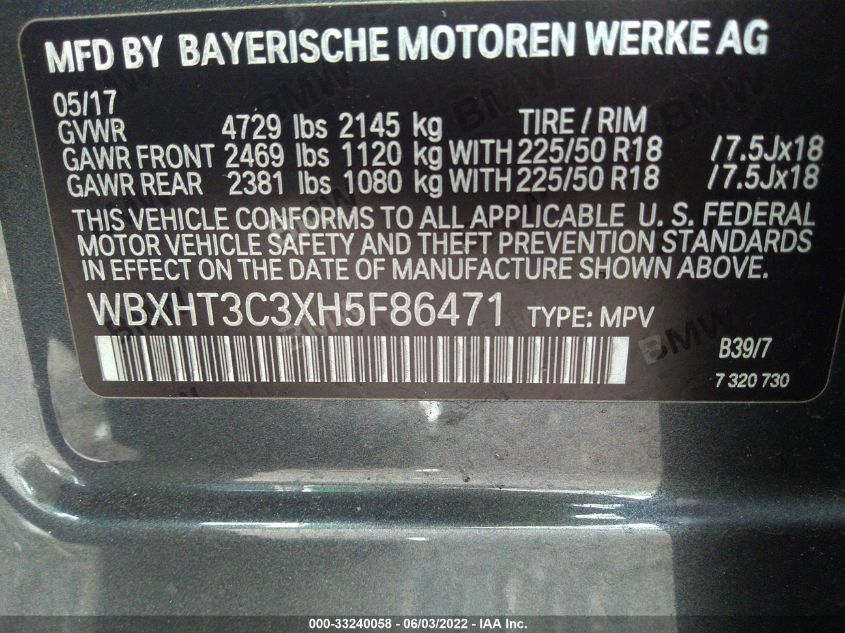 MFD BY BAYERISCHE MOTOREN WERKE AG
05/17
GVWR 4729 lbs 2145 kg TIRE / RIM
GAWR FRONT 2469 lbs 1120 kg WITH 225/50 R18 /7.5Jx18
GAWR REAR 2381 lbs 1080 kg WITH 225/50 R18 /7.5Jx18
THIS VEHICLE CONFORMS TO ALL APPLICABLE U. S. FEDERAL
MOTOR VEHICLE SAFETY AND THEFT PREVENTION STANDARDS
IN EFFECT ON THE DATE OF MANUFACTURE SHOWN ABOVE.
WBXHT3C3XH5F86471 TYPE: MPV
B39/7
7 320 730
000-33240058 - 06/03/2022 - IAA Inc.